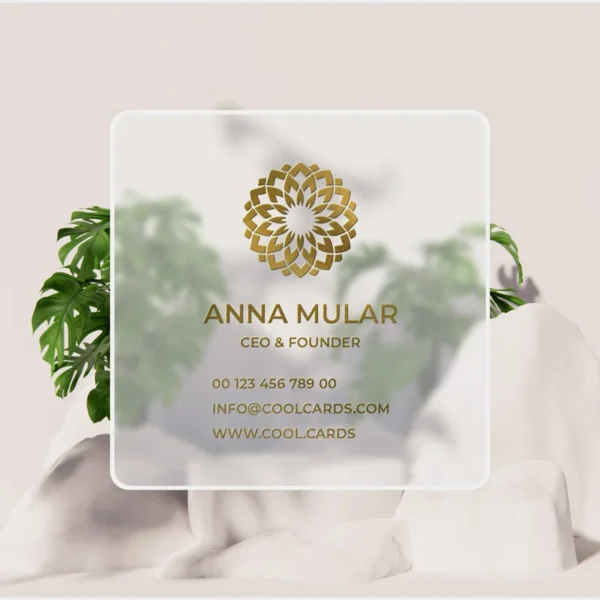 ANNA MULAR
CEO & FOUNDER
00 123 456 789 00
INFO@COOLCARDS.COM
WWW.COOL.CARDS